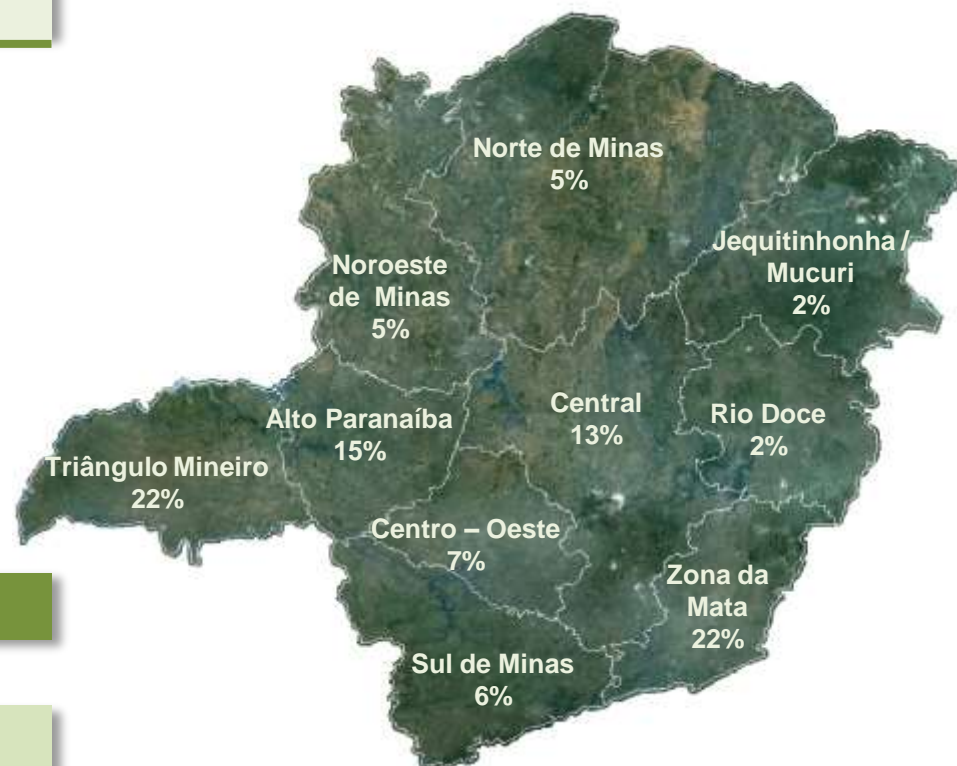 Norte de Minas
5%
Jequitinhonha /
Mucuri
2%
Noroeste
de Minas
5%
Central
13%
Rio Doce
2%
Alto Paranaíba
15%
Triângulo Mineiro
22%
Centro – Oeste
7%
Zona da
Mata
22%
Sul de Minas
6%